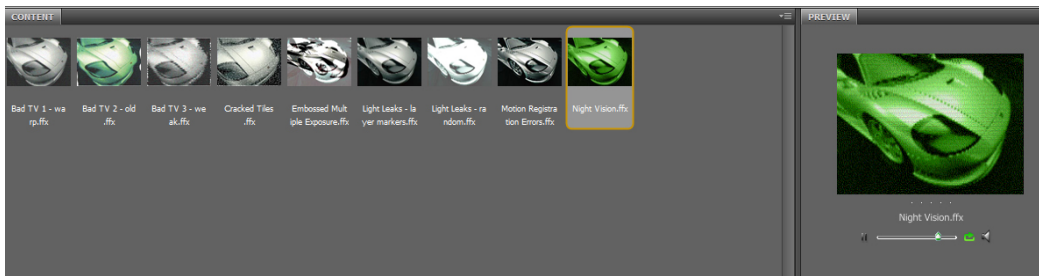 CONTENT
PREVIEW
Bad TV 1 - wa
rp.ffx
Bad TV 2 - old
.ffx
Bad TV 3 - we
ak.ffx
Cracked Tiles
.ffx
Embossed Mult
iple Exposure.ffx
Light Leaks - la
yer markers.ffx
Light Leaks - ra
ndom.ffx
Motion Registra
tion Errors.ffx
Night Vision.ffx
Night Vision.ffx